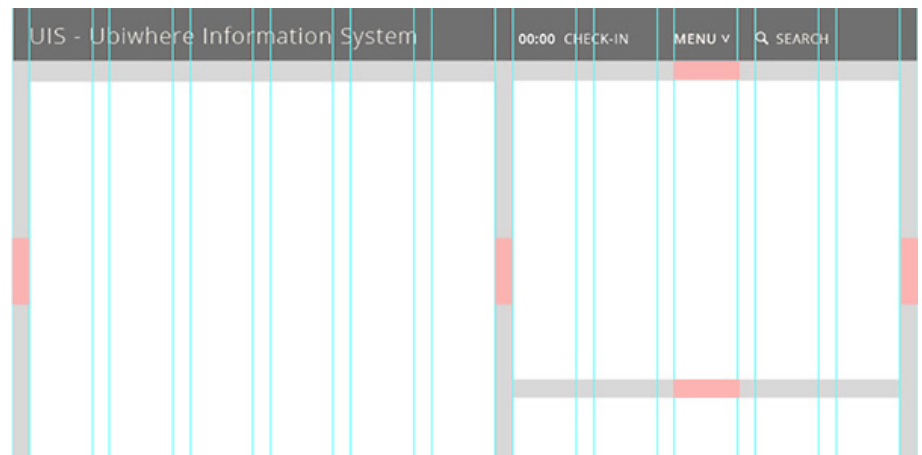 UIS - Ubiwhere Information System
00:00 CHECK-IN MENU ∨ SEARCH